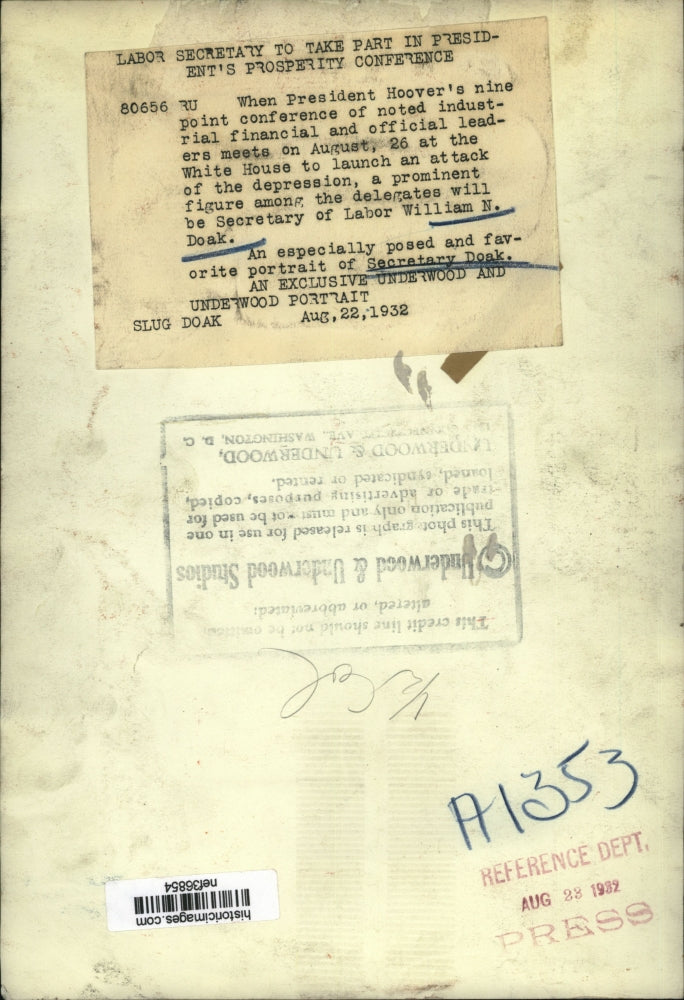 LABOR SECRETARY TO TAKE PART IN PRESID-
ENT'S PROSPERITY CONFERENCE
80656 RU When President Hoover's nine
point conference of noted indust-
rial financial and official lead-
ers meets on August, 26 at the
White House to launch an attack
of the depression, a prominent
figure among the delegates will
be Secretary of Labor William N.
Doak.
An especially posed and fav-
orite portrait of Secretary Doak.
AN EXCLUSIVE UNDERWOOD AND
UNDERWOOD PORTRAIT
SLUG DOAK Aug,22,1932
This credit line should not be omitted,
altered, or abbreviated:
Underwood & Underwood Studios
This photograph is released for use in one
publication only and must not be used for
trade or advertising purposes, copied,
loaned, syndicated or rented.
UNDERWOOD & UNDERWOOD,
AVE. WASHINGTON, D. C.
A1353
REFERENCE DEPT.
AUG 23 1932
PRESS
historicimages.com
nef36854